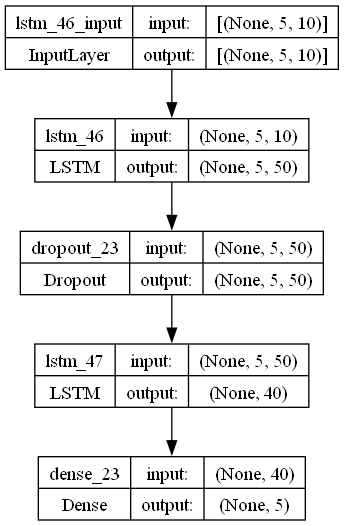 lstm_46_input input: [(None, 5, 10)]
InputLayer output: [(None, 5, 10)]
lstm_46 input: (None, 5, 10)
LSTM output: (None, 5, 50)
dropout_23 input: (None, 5, 50)
Dropout output: (None, 5, 50)
lstm_47 input: (None, 5, 50)
LSTM output: (None, 40)
dense_23 input: (None, 40)
Dense output: (None, 5)